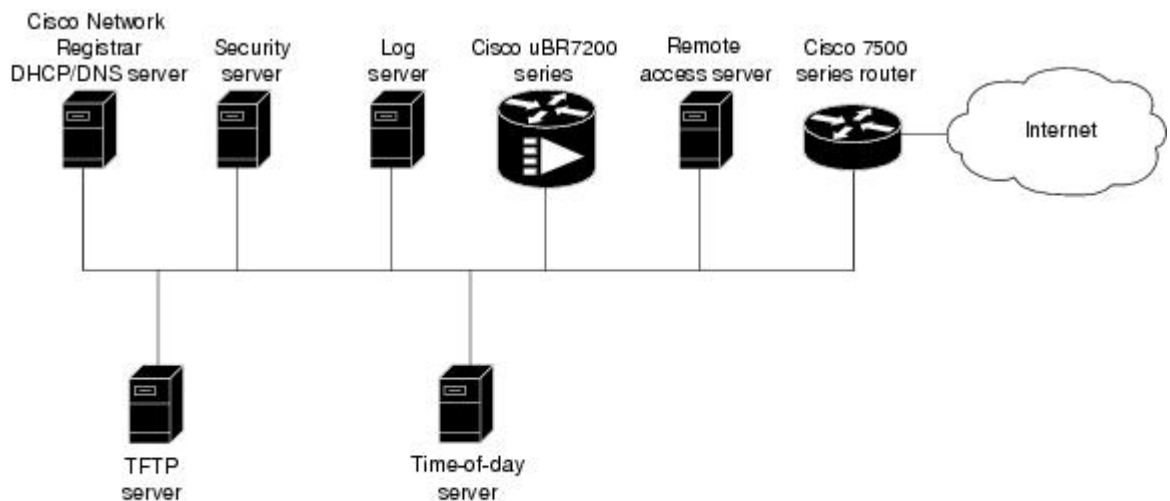 Cisco Network
Registrar
DHCP/DNS server
Security
server
Log
server
Cisco uBR7200
series
Remote
access server
Cisco 7500
series router
Internet
TFTP
server
Time-of-day
server